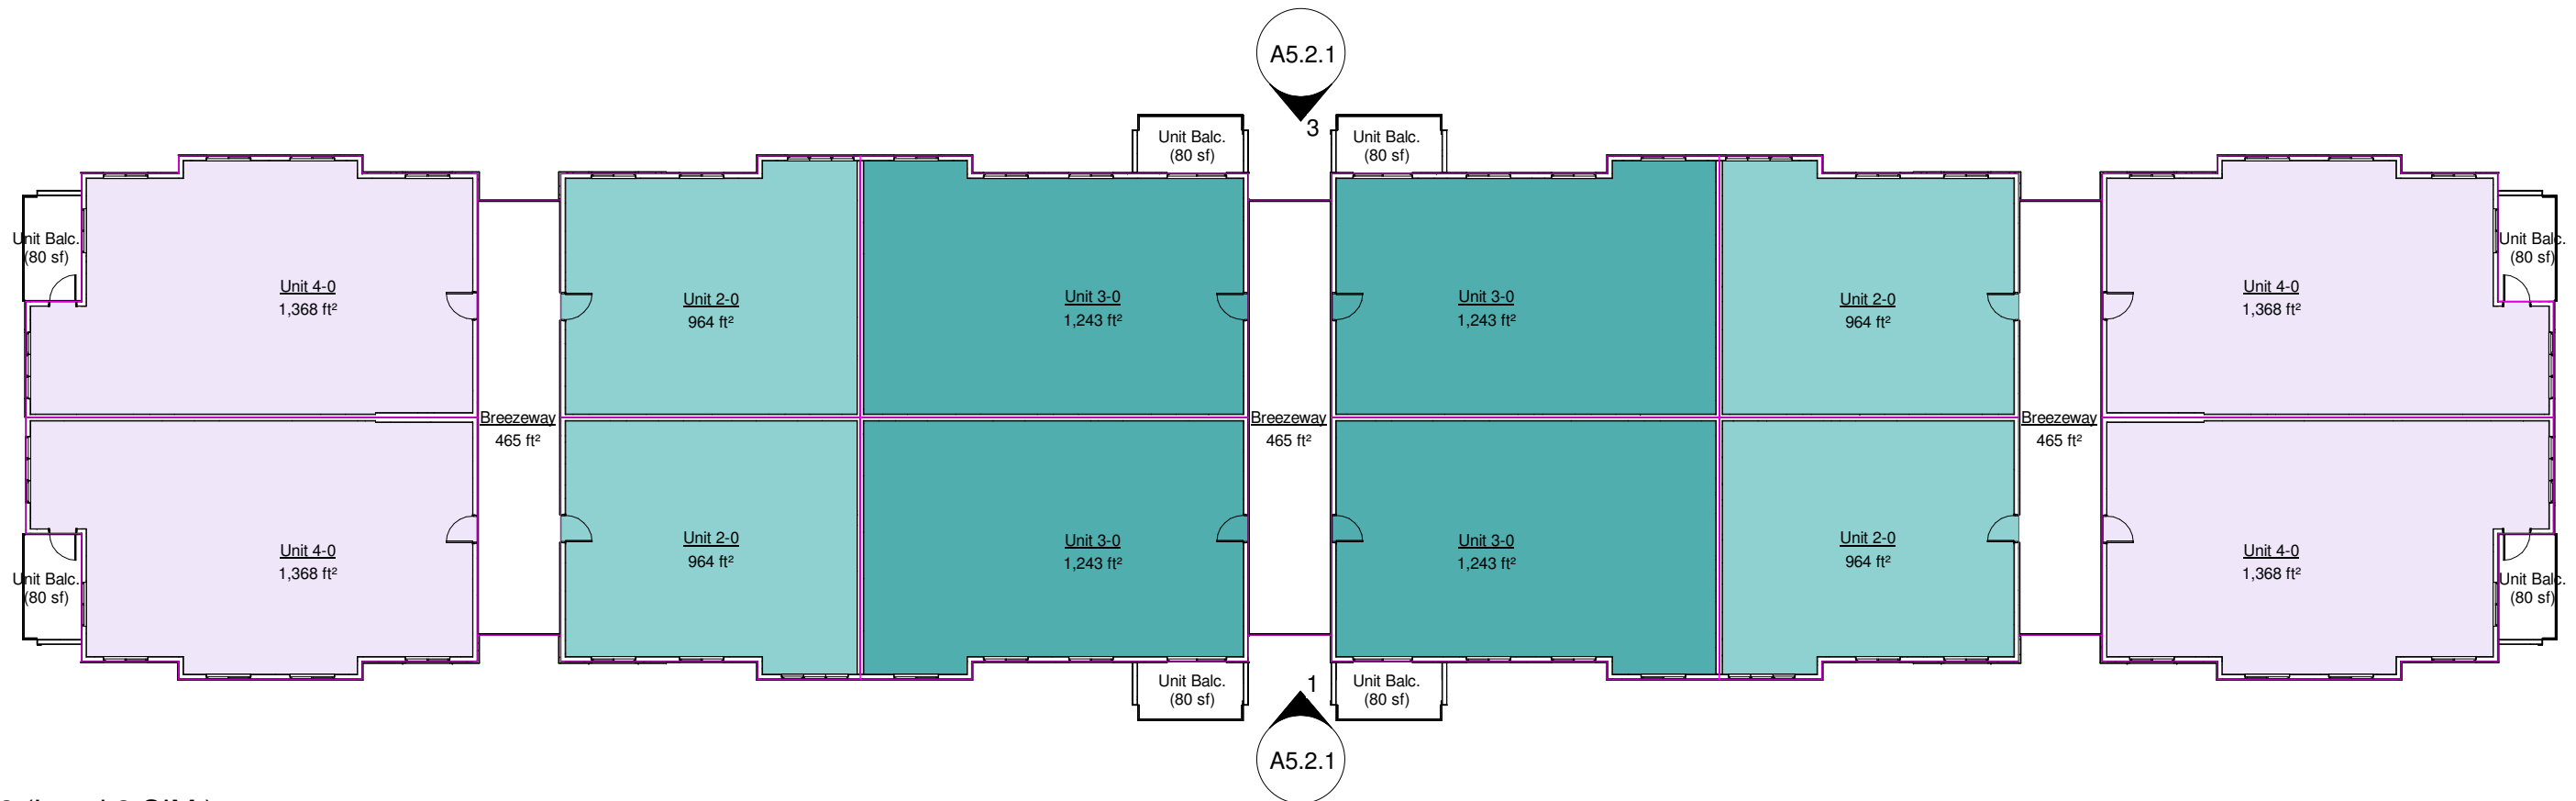 A5.2.1
3
Unit Balc.
(80 sf)
Unit Balc.
(80 sf)
Unit Balc.
(80 sf)
Unit 4-0
1,368 ft²
Unit 2-0
964 ft²
Unit 3-0
1,243 ft²
Unit 3-0
1,243 ft²
Unit 2-0
964 ft²
Unit 4-0
1,368 ft²
Unit Balc.
(80 sf)
Breezeway
465 ft²
Breezeway
465 ft²
Breezeway
465 ft²
Unit Balc.
(80 sf)
Unit 4-0
1,368 ft²
Unit 2-0
964 ft²
Unit 3-0
1,243 ft²
Unit 3-0
1,243 ft²
Unit 2-0
964 ft²
Unit 4-0
1,368 ft²
Unit Balc.
(80 sf)
Unit Balc.
(80 sf)
Unit Balc.
(80 sf)
1
A5.2.1